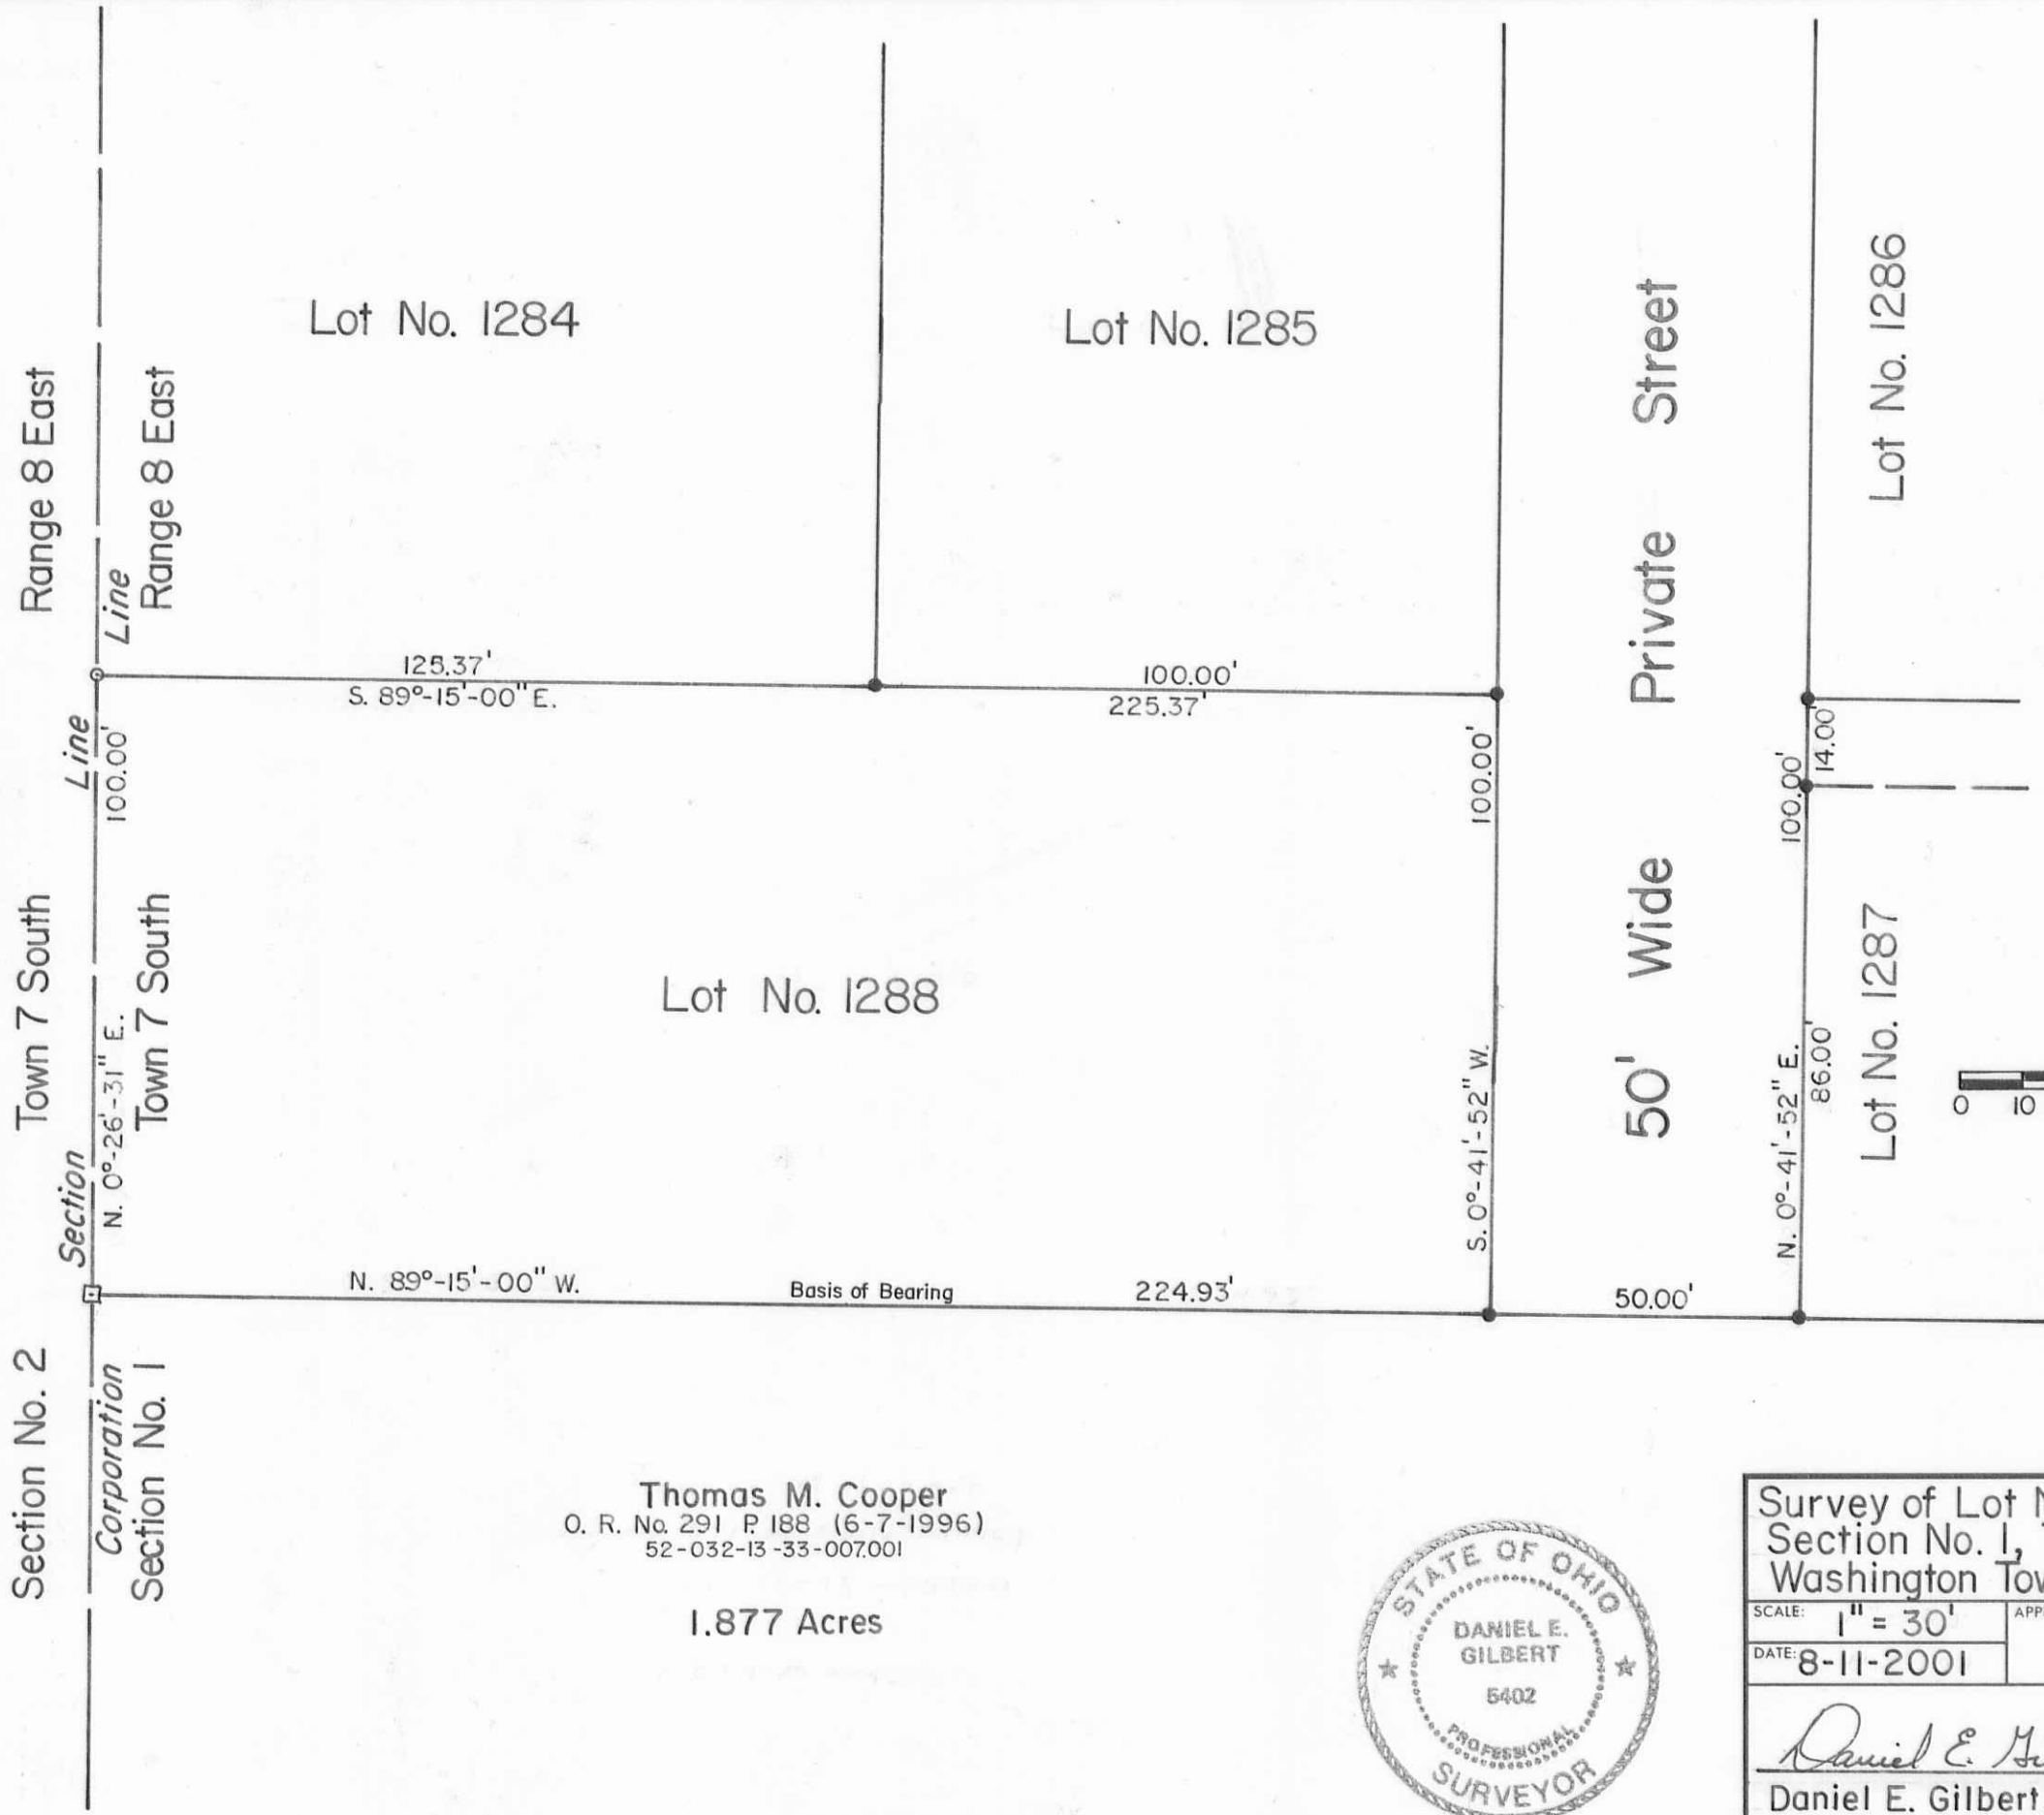 Lot No. 1284
Lot No. 1285
Lot No. 1286
Private Street
50' Wide
Range 8 East
Line
Range 8 East
125.37'
S. 89°-15'-00" E.
100.00'
225.37'
Line
100.00'
100.00'
100.00'
14.00'
Town 7 South
Town 7 South
N. 0°-26'-31" E.
Section
Lot No. 1288
S. 0°-41'-52" W.
N. 0°-41'-52" E.
86.00'
Lot No. 1287
0 10
N. 89°-15'-00" W.
Basis of Bearing
224.93'
50.00'
Section No. 2
Corporation
Section No. 1
Thomas M. Cooper
O. R. No. 291 P. 188 (6-7-1996)
52-032-13-33-007.001
1.877 Acres
STATE OF OHIO
DANIEL E.
GILBERT
5402
PROFESSIONAL
SURVEYOR
Survey of Lot N
Section No. 1,
Washington Tow
SCALE: 1" = 30'
APP
DATE: 8-11-2001
Daniel E. Gi
Daniel E. Gilbert